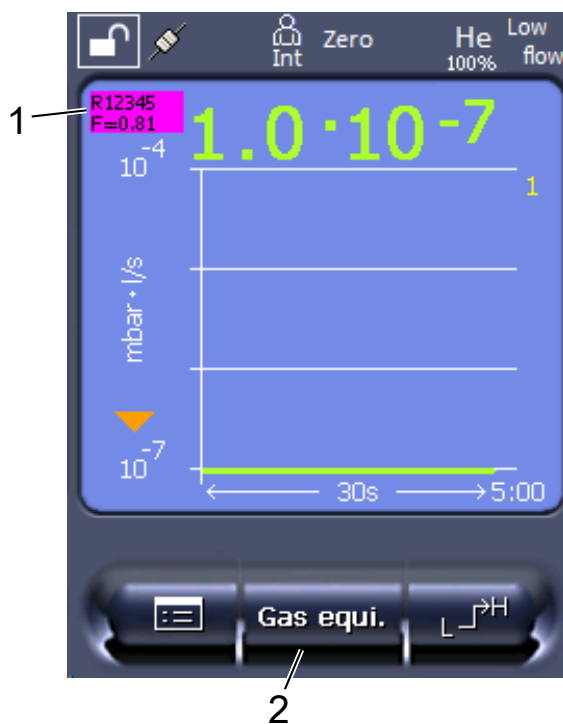 Int
Zero
He
100%
Low
flow
1
R12345
F=0.81
1.0·10-7
10-4
1
mbar·l/s
10-7
30s
5:00
Gas equi.
L H
2